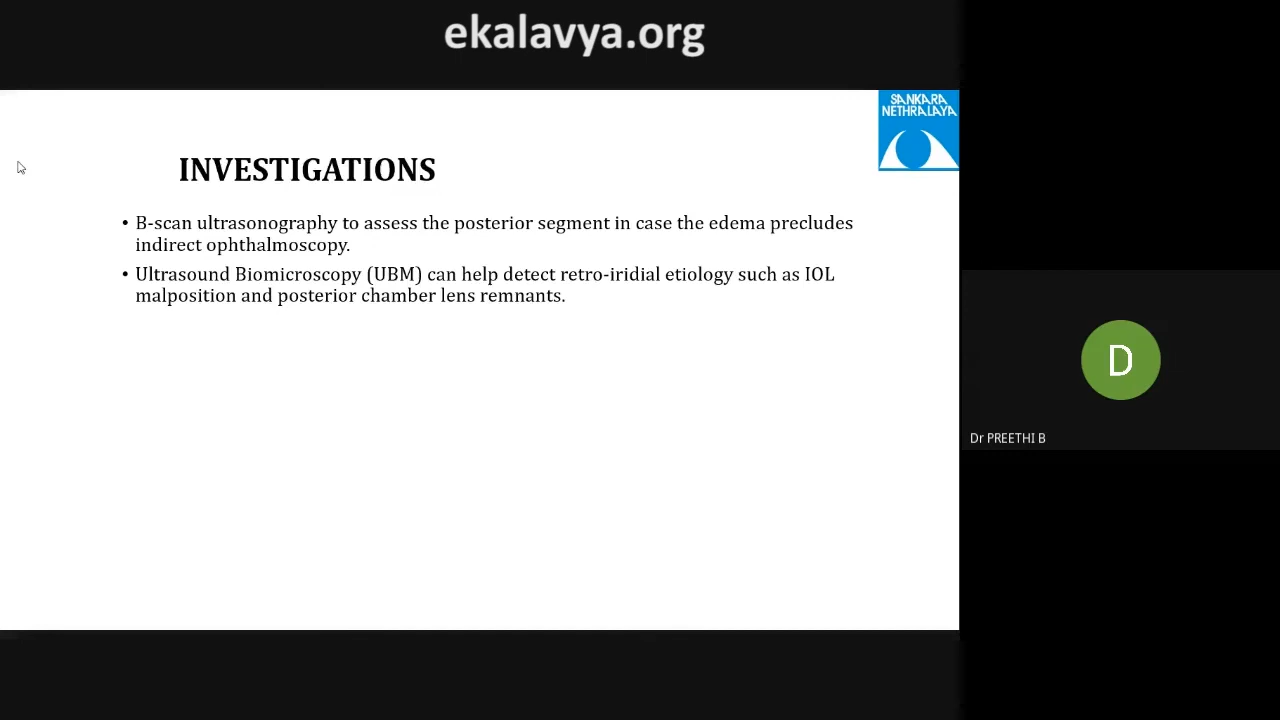 ekalavya.org
SANKARA
NETHRALAYA
INVESTIGATIONS
• B-scan ultrasonography to assess the posterior segment in case the edema precludes
indirect ophthalmoscopy.
• Ultrasound Biomicroscopy (UBM) can help detect retro-iridial etiology such as IOL
malposition and posterior chamber lens remnants.
D
Dr PREETHI B